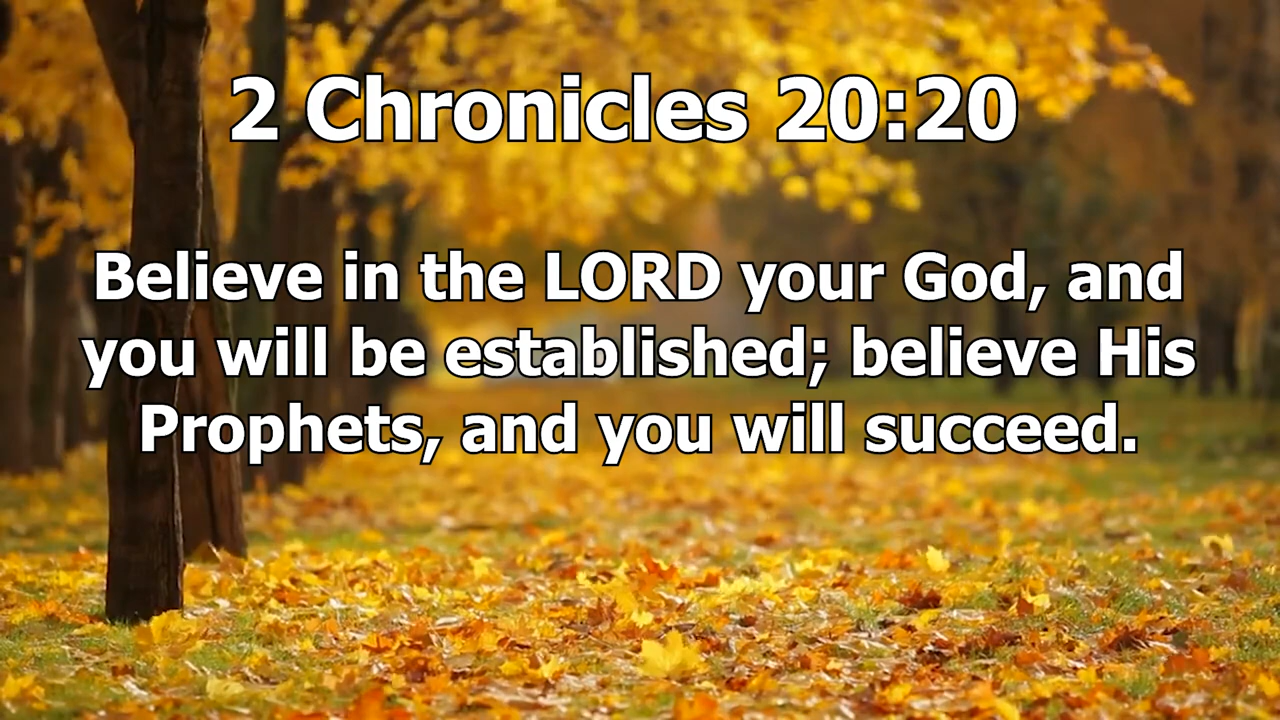 2 Chronicles 20:20
Believe in the LORD your God, and
you will be established; believe His
Prophets, and you will succeed.